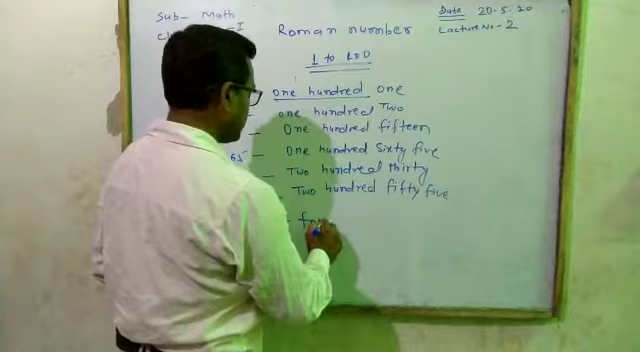 Sub- Math
Date 20.5.20
Roman number
Lecture No-2
1 to 100
one hundred one
one hundred Two
- One hundred fifteen
65 - One hundred Sixty five
- Two hundred thirty
Two hundred fifty five